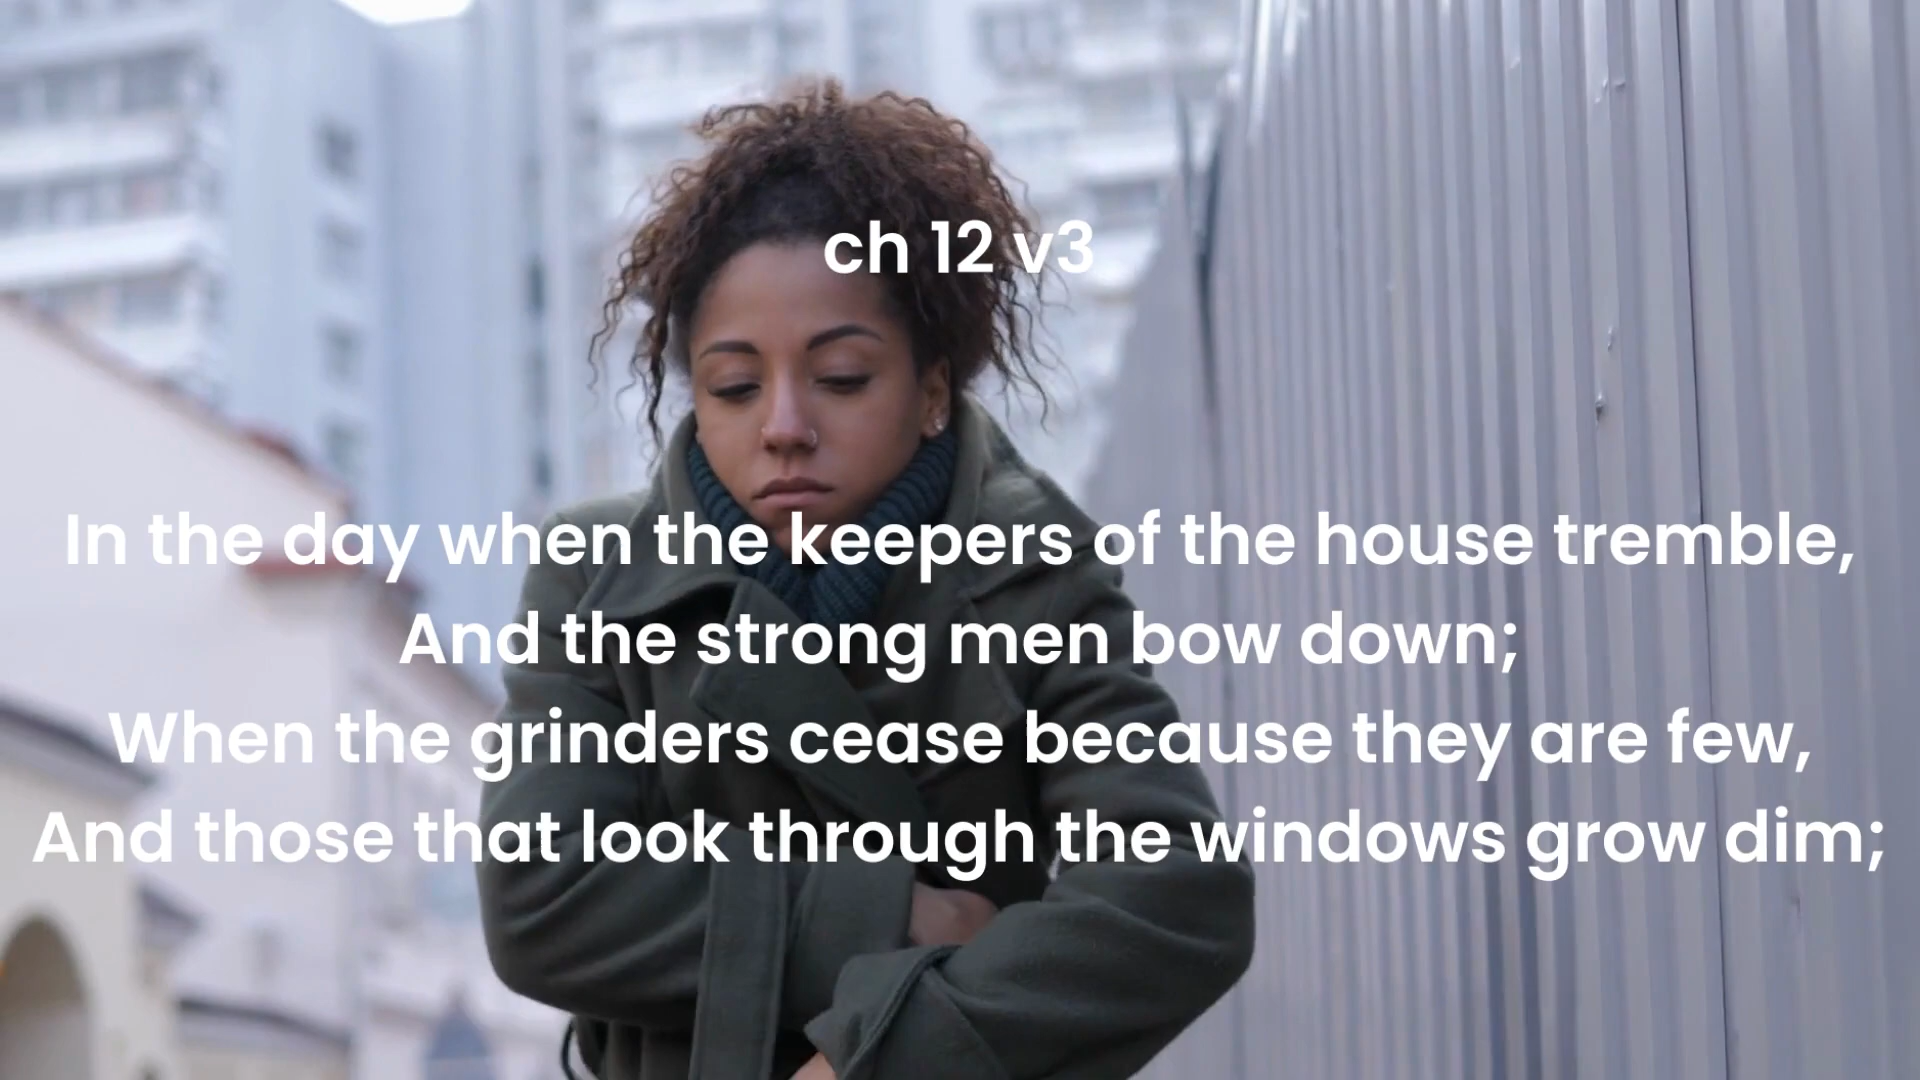 ch 12 v3
In the day when the keepers of the house tremble,
And the strong men bow down;
When the grinders cease because they are few,
And those that look through the windows grow dim;